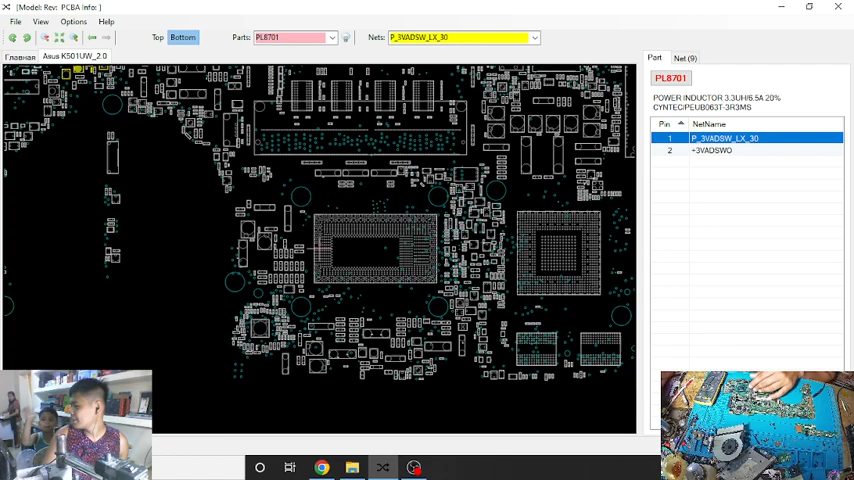 [Model: Rev: PCBA Info: ]
File View Options Help
Top Bottom Parts: PL8701 Nets: P_3VADSW_LX_30
Главная Asus K501UW_2.0
Part Net (9)
PL8701
POWER INDUCTOR 3.3UH/6.5A 20%
CYNTEC/PEUB063T-3R3MS
Pin NetName
1 P_3VADSW_LX_30
2 +3VADSWO